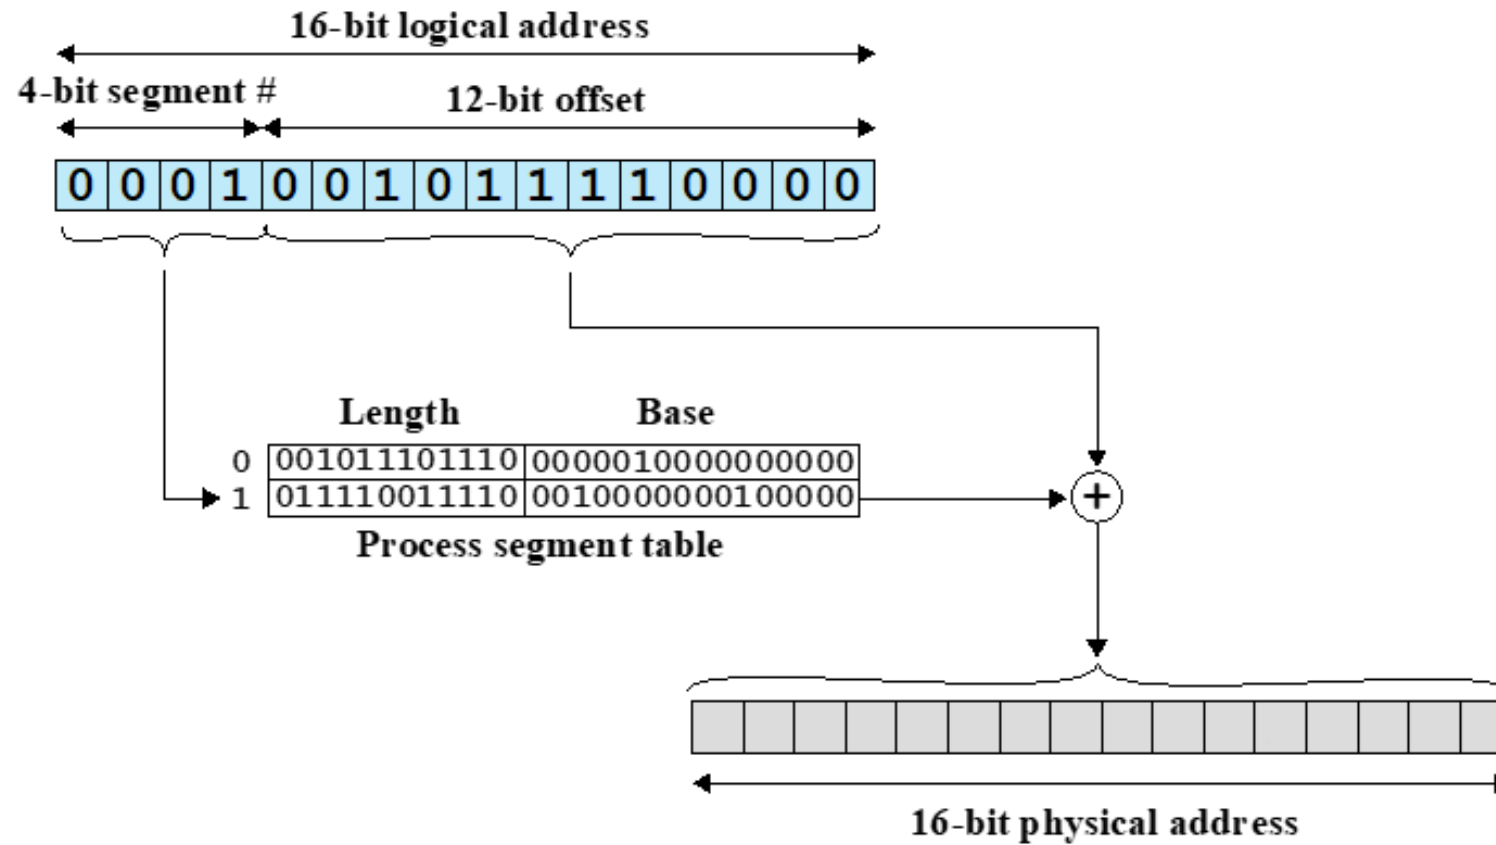 16-bit logical address
4-bit segment # 12-bit offset
0 0 0 1 0 0 1 0 1 1 1 1 0 0 0 0
Length Base
0 001011101110 0000010000000000
1 011110011110 0010000000100000
+
Process segment table
16-bit physical address